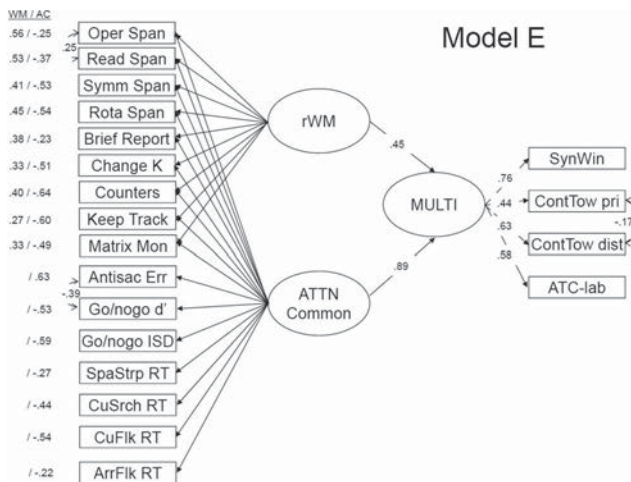 WM / AC
Model E
.56 / -.25 Oper Span
.25
.53 / -.37 Read Span
.41 / -.53 Symm Span
.45 / -.54 Rota Span
.38 / -.23 Brief Report
.33 / -.51 Change K
.40 / -.64 Counters
.27 / -.60 Keep Track
.33 / -.49 Matrix Mon
/ .63 Antisac Err
-.39
/ -.53 Go/nogo d'
/ -.59 Go/nogo ISD
/ -.27 SpaStrp RT
/ -.44 CuSrch RT
/ -.54 CuFlk RT
/ -.22 ArrFlk RT
rWM
.45
ATTN
Common
.89
MULTI
.76 SynWin
.44 ContTow pri
-.17
.63 ContTow dist
.58 ATC-lab